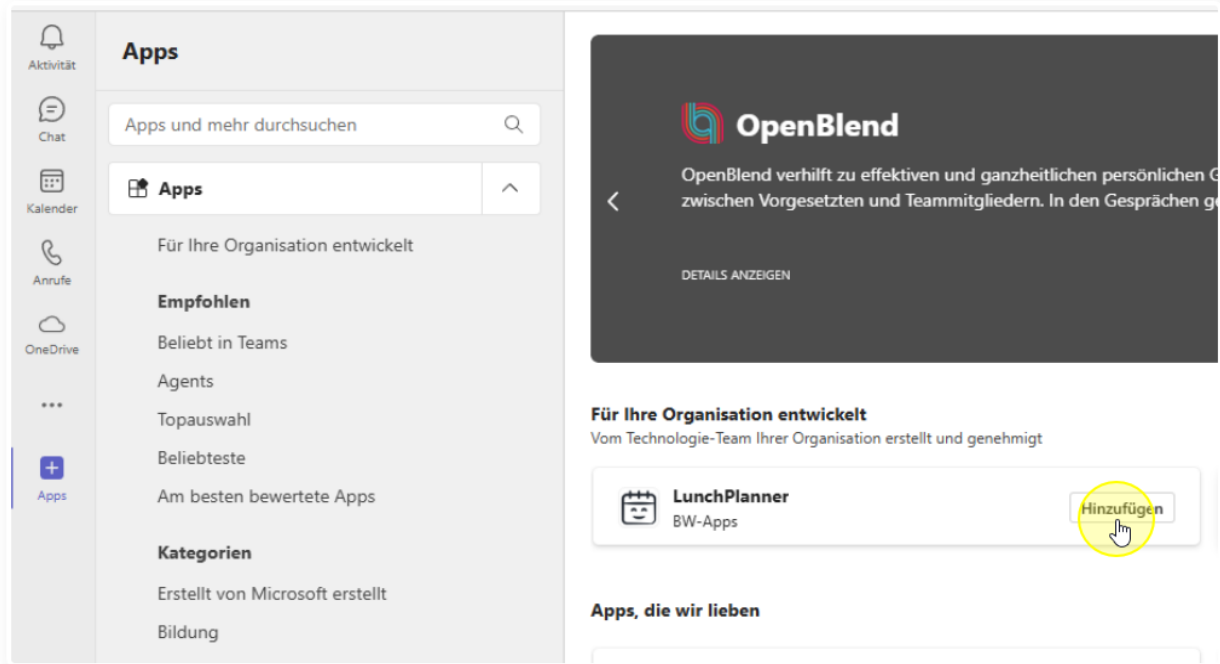 Aktivität
Chat
Kalender
Anrufe
OneDrive
Apps
Apps
Apps und mehr durchsuchen
Apps
Für Ihre Organisation entwickelt
Empfohlen
Beliebt in Teams
Agents
Topauswahl
Beliebteste
Am besten bewertete Apps
Kategorien
Erstellt von Microsoft erstellt
Bildung
OpenBlend
OpenBlend verhilft zu effektiven und ganzheitlichen persönlichen
zwischen Vorgesetzten und Teammitgliedern. In den Gesprächen
DETAILS ANZEIGEN
Für Ihre Organisation entwickelt
Vom Technologie-Team Ihrer Organisation erstellt und genehmigt
LunchPlanner
BW-Apps
Hinzufügen
Apps, die wir lieben